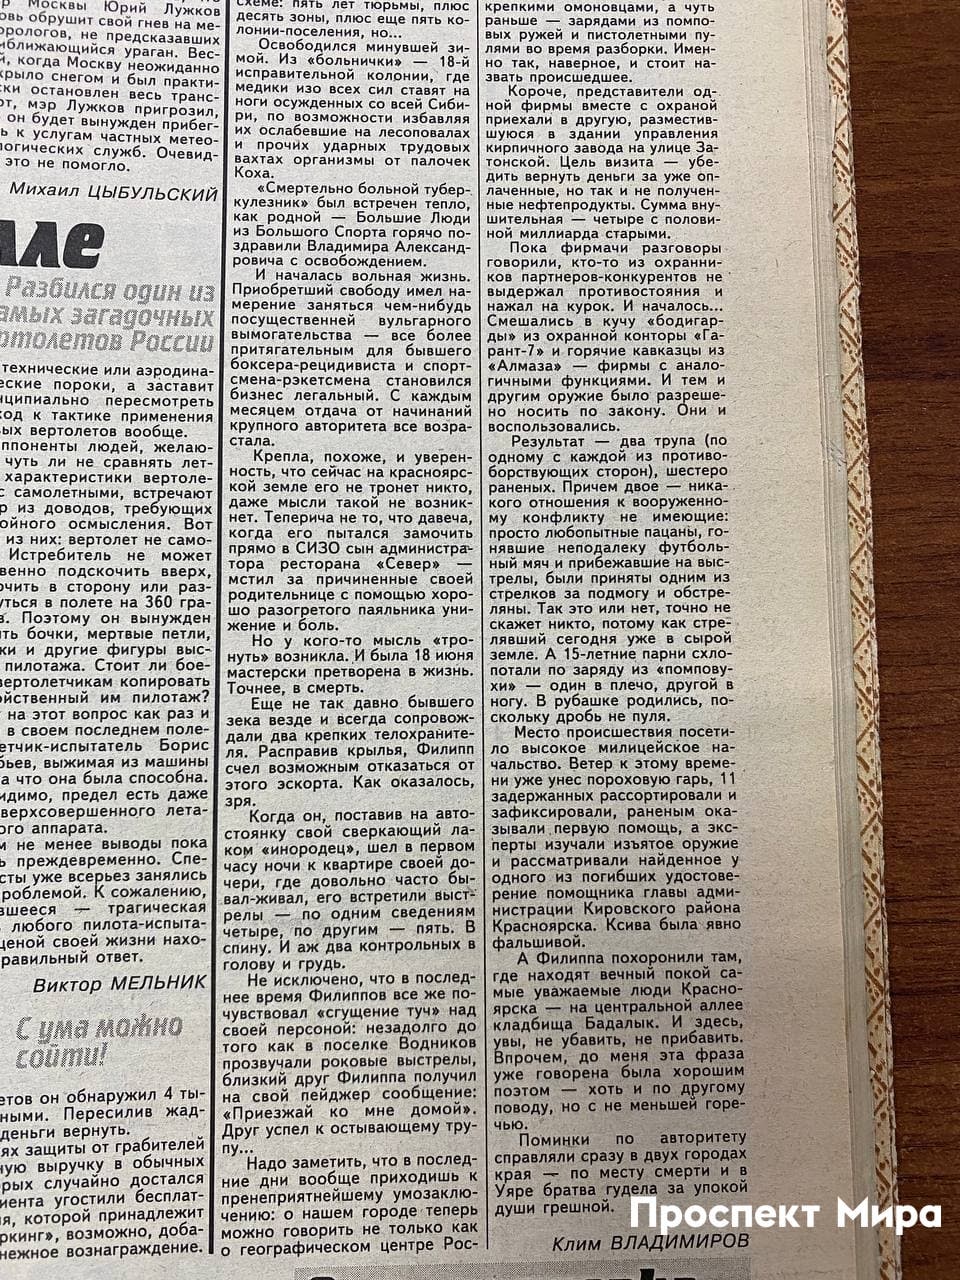 р Москвы Юрий Лужков
овь обрушит свой гнев на ме-
орологов, не предсказавших
иближающийся ураган. Вес-
й, когда Москву неожиданно
крыло снегом и был практи-
ски остановлен весь транс-
рт, мэр Лужков пригрозил,
он будет вынужден прибег-
ь к услугам частных метео-
логических служб. Очевид-
это не помогло.
Михаил ЦЫБУЛЬСКИЙ
але
Разбился один из
амых загадочных
ртолетов России
технические или аэродина-
еские пороки, а заставит
нципиально пересмотреть
ход к тактике применения
вых вертолетов вообще.
ппоненты людей, желаю-
чуть ли не сравнять лет-
характеристики вертоле-
с самолетными, встречают
р из доводов, требующих
ойного осмысления. Вот
из них: вертолет не само-
Истребитель не может
венно подскочить вверх,
очить в сторону или раз-
уться в полете на 360 гра-
в. Поэтому он вынужден
ть бочки, мертвые петли,
ки и другие фигуры выс-
пилотажа. Стоит ли бое-
вертолетчикам копировать
ойственный им пилотаж?
на этот вопрос как раз и
в своем последнем поле-
етчик-испытатель Борис
бьев, выжимая из машины
а что она была способна.
идимо, предел есть даже
верхсовершенного лета-
ого аппарата.
м не менее выводы пока
ь преждевременно. Спе-
сты уже всерьез занялись
роблемой. К сожалению,
вшееся — трагическая
любого пилота-испыта-
ценой своей жизни нахо-
равильный ответ.
Виктор МЕЛЬНИК
С ума можно
сойти!
етов он обнаружил 4 ты-
ными. Пересилив жад-
деньги вернуть.
ях защиты от грабителей
ную выручку в обычных
орых случайно достался
иента угостили бесплат-
я, которой принадлежит
ркинг», возможно, доба-
нежное вознаграждение.
схеме: пять лет тюрьмы, плюс
десять зоны, плюс еще пять ко-
лонии-поселения, но...
Освободился минувшей зи-
мой. Из «больнички» — 18-й
исправительной колонии, где
медики изо всех сил ставят на
ноги осужденных со всей Сиби-
ри, по возможности избавляя
их ослабевшие на лесоповалах
и прочих ударных трудовых
вахтах организмы от палочек
Коха.
«Смертельно больной тубер-
кулезник» был встречен тепло,
как родной — Большие Люди
из Большого Спорта горячо по-
здравили Владимира Александ-
ровича с освобождением.
И началась вольная жизнь.
Приобретший свободу имел на-
мерение заняться чем-нибудь
посущественней вульгарного
вымогательства — все более
притягательным для бывшего
боксера-рецидивиста и спорт-
смена-рэкетсмена становился
бизнес легальный. С каждым
месяцем отдача от начинаний
крупного авторитета все возра-
стала.
Крепла, похоже, и уверен-
ность, что сейчас на красноярс-
кой земле его не тронет никто,
даже мысли такой не возник-
нет. Теперича не то, что давеча,
когда его пытался замочить
прямо в СИЗО сын администра-
тора ресторана «Север» —
мстил за причиненные своей
родительнице с помощью хоро-
шо разогретого паяльника уни-
жение и боль.
Но у кого-то мысль «тро-
нуть» возникла. И была 18 июня
мастерски претворена в жизнь.
Точнее, в смерть.
Еще не так давно бывшего
зека везде и всегда сопровож-
дали два крепких телохраните-
ля. Расправив крылья, Филипп
счел возможным отказаться от
этого эскорта. Как оказалось,
зря.
Когда он, поставив на авто-
стоянку свой сверкающий ла-
ком «инородец», шел в первом
часу ночи к квартире своей до-
чери, где довольно часто бы-
вал-живал, его встретили выст-
релы — по одним сведениям
четыре, по другим — пять. В
спину. И аж два контрольных в
голову и грудь.
Не исключено, что в послед-
нее время Филиппов все же по-
чувствовал «сгущение туч» над
своей персоной: незадолго до
того как в поселке Водников
прозвучали роковые выстрелы,
близкий друг Филиппа получил
на свой пейджер сообщение:
«Приезжай ко мне домой».
Друг успел к остывающему тру-
пу...
Надо заметить, что в послед-
ние дни вообще приходишь к
пренеприятнейшему умозаклю-
чению: о нашем городе теперь
можно говорить не только как
о географическом центре Рос-
крепкими омоновцами, а чуть
раньше — зарядами из помпо-
вых ружей и пистолетными пу-
лями во время разборки. Имен-
но так, наверное, и стоит на-
звать происшедшее.
Короче, представители од-
ной фирмы вместе с охраной
приехали в другую, разместив-
шуюся в здании управления
кирпичного завода на улице За-
тонской. Цель визита — убе-
дить вернуть деньги за уже оп-
лаченные, но так и не получен-
ные нефтепродукты. Сумма вну-
шительная — четыре с полови-
ной миллиарда старыми.
Пока фирмачи разговоры
говорили, кто-то из охранни-
ков партнеров-конкурентов не
выдержал противостояния и
нажал на курок. И началось...
Смешались в кучу «бодигар-
ды» из охранной конторы «Га-
рант-7» и горячие кавказцы из
«Алмаза» — фирмы с анало-
гичными функциями. И тем и
другим оружие было разреше-
но носить по закону. Они и
воспользовались.
Результат — два трупа (по
одному с каждой из противо-
борствующих сторон), шестеро
раненых. Причем двое — ника-
кого отношения к вооруженно-
му конфликту не имеющие:
просто любопытные пацаны, го-
нявшие неподалеку футболь-
ный мяч и прибежавшие на выс-
трелы, были приняты одним из
стрелков за подмогу и обстре-
ляны. Так это или нет, точно не
скажет никто, потому как стре-
лявший сегодня уже в сырой
земле. А 15-летние парни схло-
потали по заряду из «помпову-
хи» — один в плечо, другой в
ногу. В рубашке родились, по-
скольку дробь не пуля.
Место происшествия посети-
ло высокое милицейское на-
чальство. Ветер к этому време-
ни уже унес пороховую гарь, 11
задержанных рассортировали и
зафиксировали, раненым ока-
зывали первую помощь, а экс-
перты изучали изъятое оружие
и рассматривали найденное у
одного из погибших удостове-
рение помощника главы адми-
нистрации Кировского района
Красноярска. Ксива была явно
фальшивой.
А Филиппа похоронили там,
где находят вечный покой са-
мые уважаемые люди Красно-
ярска — на центральной аллее
кладбища Бадалык. И здесь,
увы, не убавить, не прибавить.
Впрочем, до меня эта фраза
уже говорена была хорошим
поэтом — хоть и по другому
поводу, но с не меньшей горе-
чью.
Поминки по авторитету
справляли сразу в двух городах
края — по месту смерти и в
Уяре братва гудела за упокой
души грешной.
Клим ВЛАДИМИРОВ
Проспект Мира